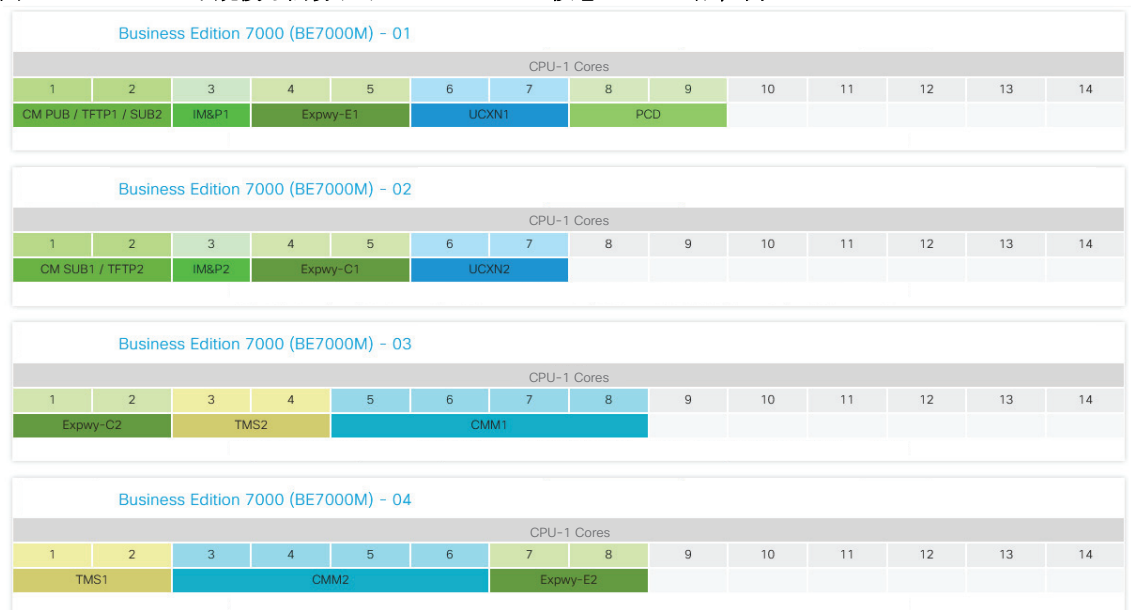 Business Edition 7000 (BE7000M) - 01
CPU-1 Cores
1 2 3 4 5 6 7 8 9 10 11 12 13 14
CM PUB / TFTP1 / SUB2 IM&P1 Expwy-E1 UCXN1 PCD
Business Edition 7000 (BE7000M) - 02
CPU-1 Cores
1 2 3 4 5 6 7 8 9 10 11 12 13 14
CM SUB1 / TFTP2 IM&P2 Expwy-C1 UCXN2
Business Edition 7000 (BE7000M) - 03
CPU-1 Cores
1 2 3 4 5 6 7 8 9 10 11 12 13 14
Expwy-C2 TMS2 CMM1
Business Edition 7000 (BE7000M) - 04
CPU-1 Cores
1 2 3 4 5 6 7 8 9 10 11 12 13 14
TMS1 CMM2 Expwy-E2